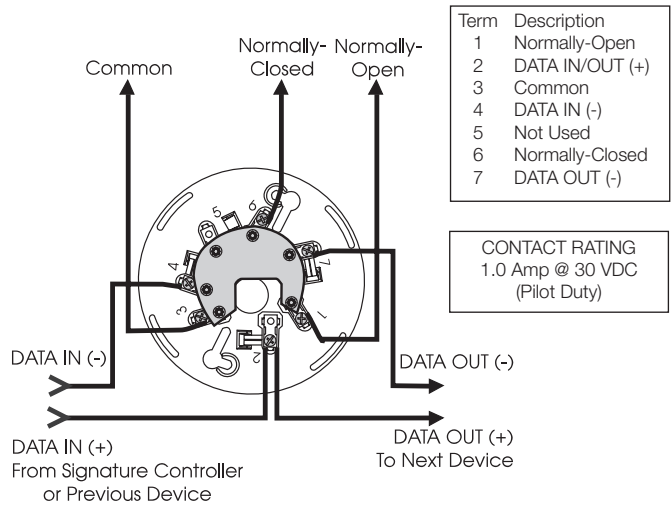 Common
Normally-
Closed
Normally-
Open
Term Description
1 Normally-Open
2 DATA IN/OUT (+)
3 Common
4 DATA IN (-)
5 Not Used
6 Normally-Closed
7 DATA OUT (-)
CONTACT RATING
1.0 Amp @ 30 VDC
(Pilot Duty)
5
6
4
7
3
1
2
DATA IN (-)
DATA OUT (-)
DATA IN (+)
From Signature Controller
or Previous Device
DATA OUT (+)
To Next Device